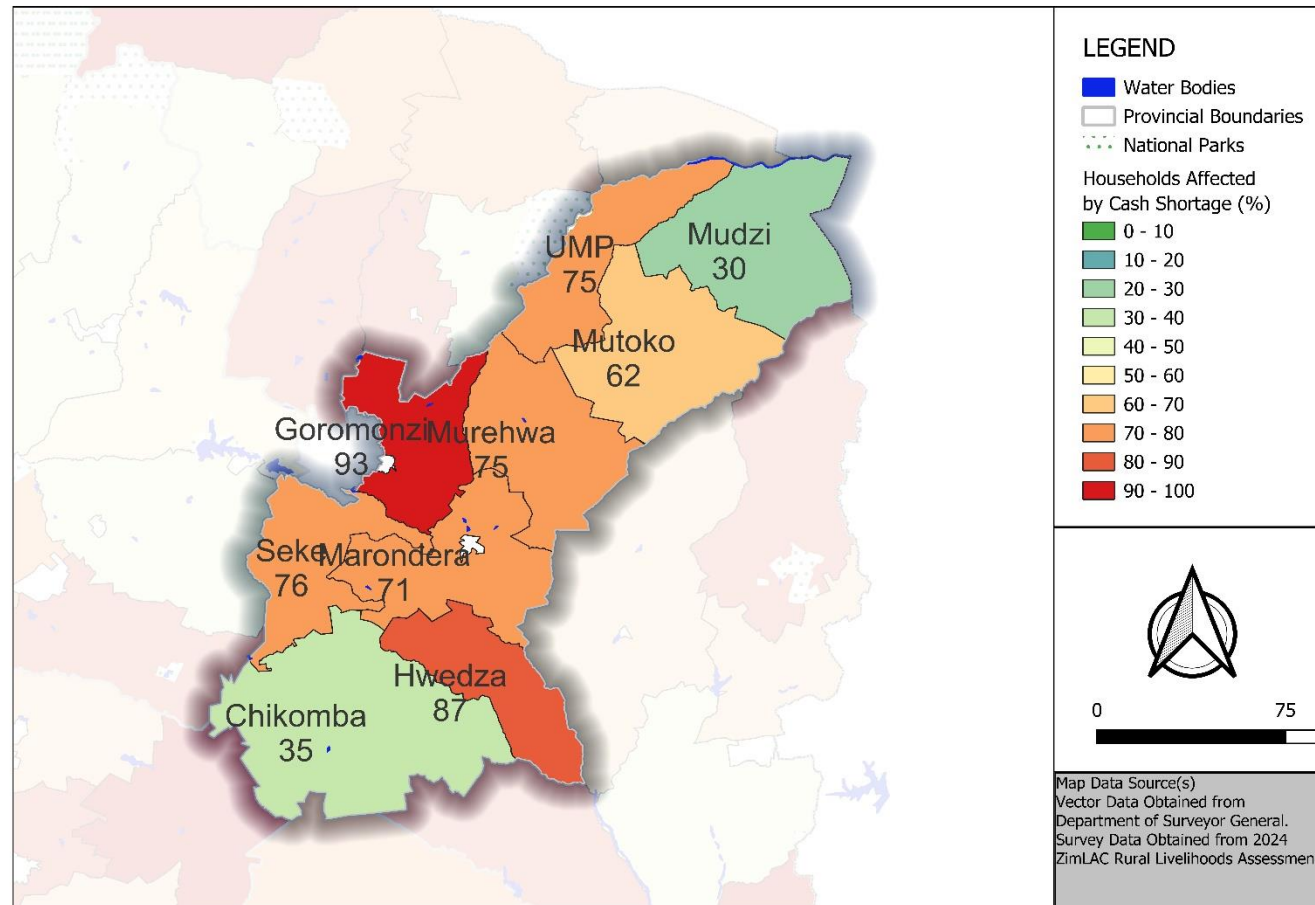 UMP
75
Mudzi
30
Mutoko
62
Goromonzi
93
Murehwa
75
Seke
76
Marondera
71
Hwedza
87
Chikomba
35
LEGEND
Water Bodies
Provincial Boundaries
National Parks
Households Affected
by Cash Shortage (%)
0 - 10
10 - 20
20 - 30
30 - 40
40 - 50
50 - 60
60 - 70
70 - 80
80 - 90
90 - 100
0 75
Map Data Source(s)
Vector Data Obtained from
Department of Surveyor General.
Survey Data Obtained from 2024
ZimLAC Rural Livelihoods Assessmen